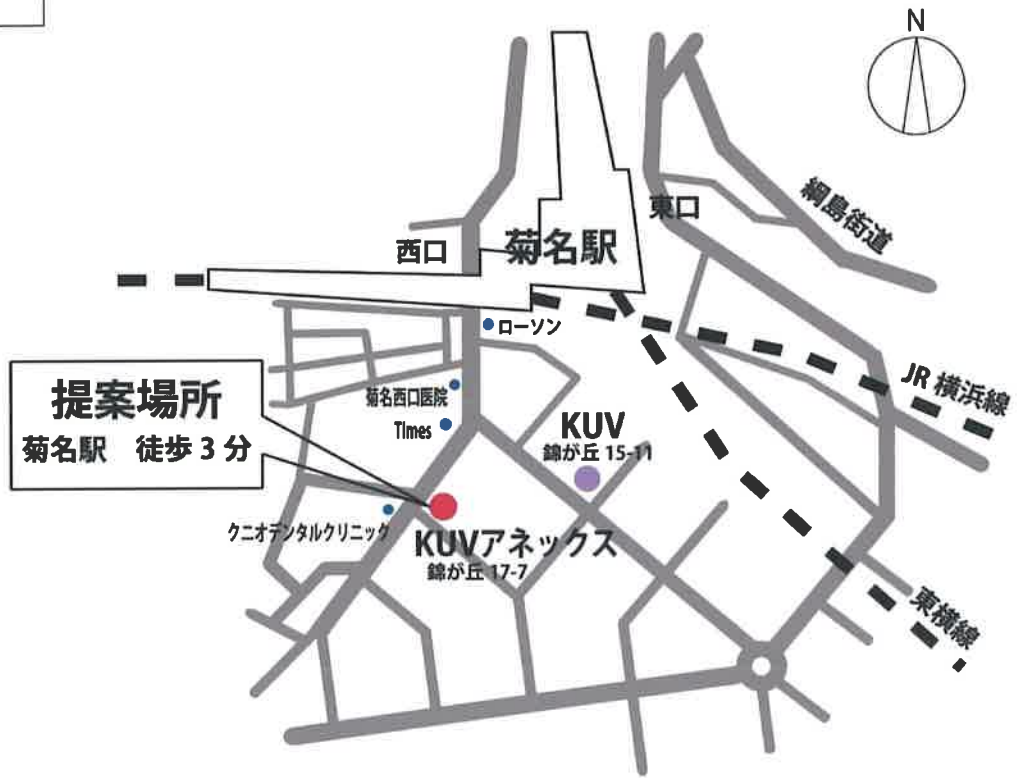 N
綱島街道
東口
菊名駅
西口
ローソン
JR 横浜線
菊名西口医院
Times
提案場所
菊名駅 徒歩 3 分
KUV
錦が丘 15-11
クニオデンタルクリニック
KUVアネックス
錦が丘 17-7
東横線